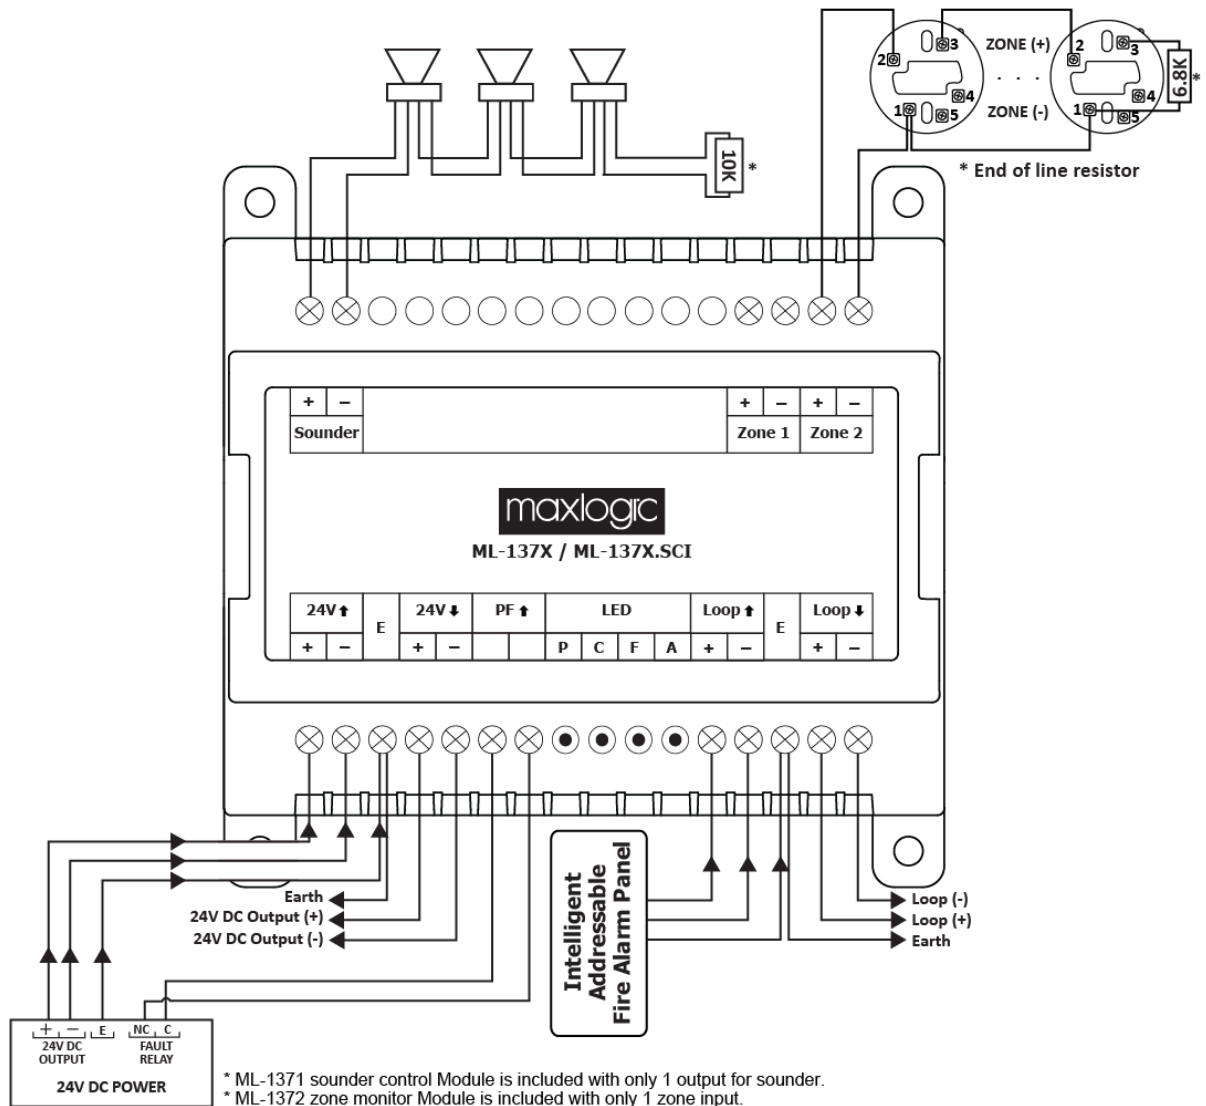 2 3 ZONE (+) 2 3
4 . . . 4 6.8K *
1 5 ZONE (-) 1 5
10K *
* End of line resistor
+ − + − + −
Sounder Zone 1 Zone 2
maxlogic
ML-137X / ML-137X.SCI
24V⬆ E 24V⬇ PF⬆ LED Loop⬆ E Loop⬇
+ − + − P C F A + − + −
Earth
24V DC Output (+)
24V DC Output (-)
Intelligent
Addressable
Fire Alarm Panel
Loop (-)
Loop (+)
Earth
+ − E NC C
24V DC
OUTPUT
FAULT
RELAY
24V DC POWER
* ML-1371 sounder control Module is included with only 1 output for sounder.
* ML-1372 zone monitor Module is included with only 1 zone input.